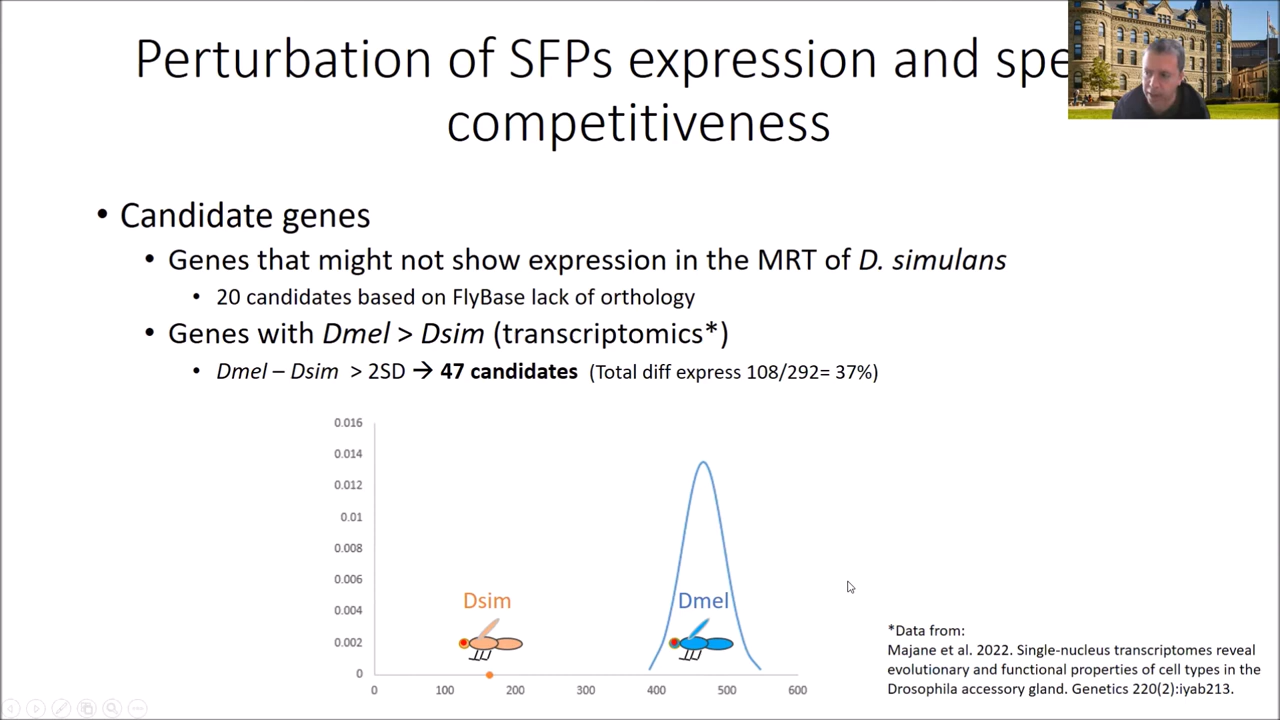 Perturbation of SFPs expression and
competitiveness
• Candidate genes
• Genes that might not show expression in the MRT of D. simulans
• 20 candidates based on FlyBase lack of orthology
• Genes with Dmel > Dsim (transcriptomics*)
• Dmel – Dsim > 2SD → 47 candidates (Total diff express 108/292= 37%)
0.016
0.014
0.012
0.01
0.008
0.006
0.004
0.002
0
Dsim
Dmel
0 100 200 300 400 500 600
*Data from:
Majane et al. 2022. Single-nucleus transcriptomes reveal
evolutionary and functional properties of cell types in the
Drosophila accessory gland. Genetics 220(2):iyab213.